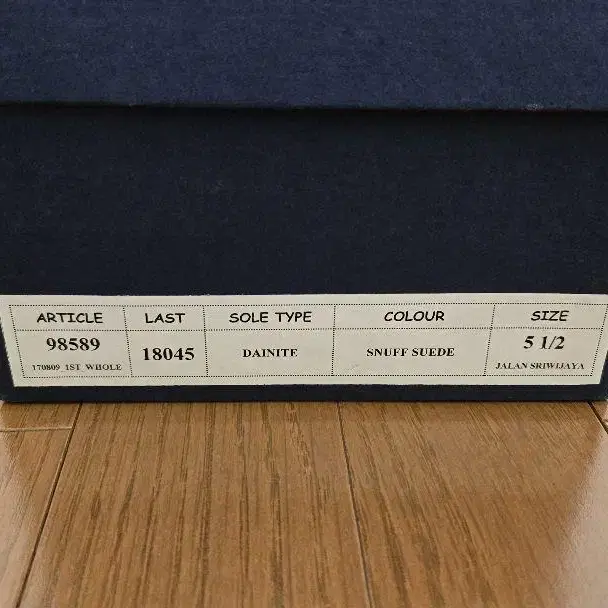 ARTICLE LAST SOLE TYPE COLOUR SIZE
98589 18045 DAINITE SNUFF SUEDE 5 1/2
170809 1ST WHOLE JALAN SRIWIJAYA